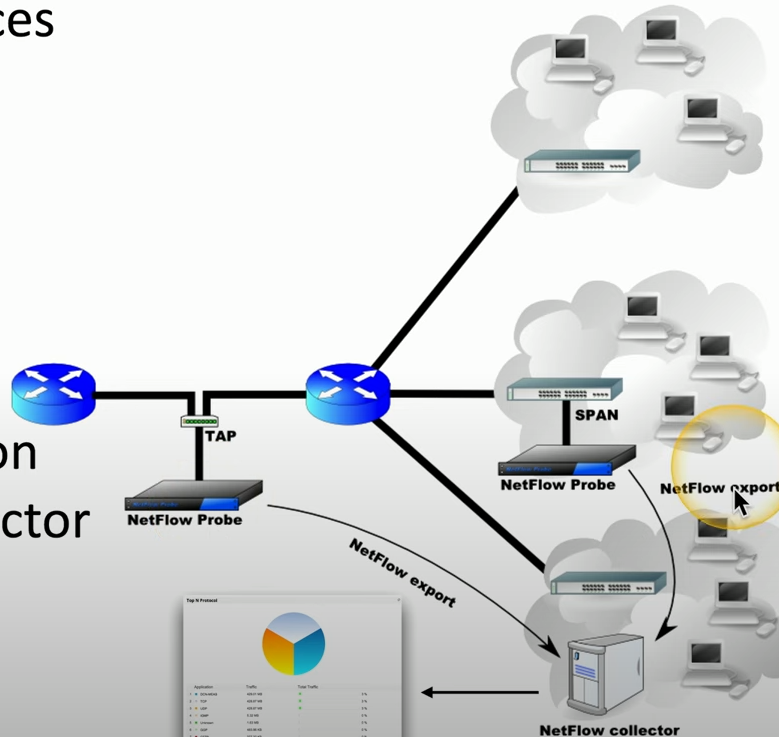 ces
TAP
SPAN
on
ctor
NetFlow Probe
NetFlow Probe
NetFlow export
NetFlow export
Top N Protocol
Application Traffic Total Traffic
NetFlow collector